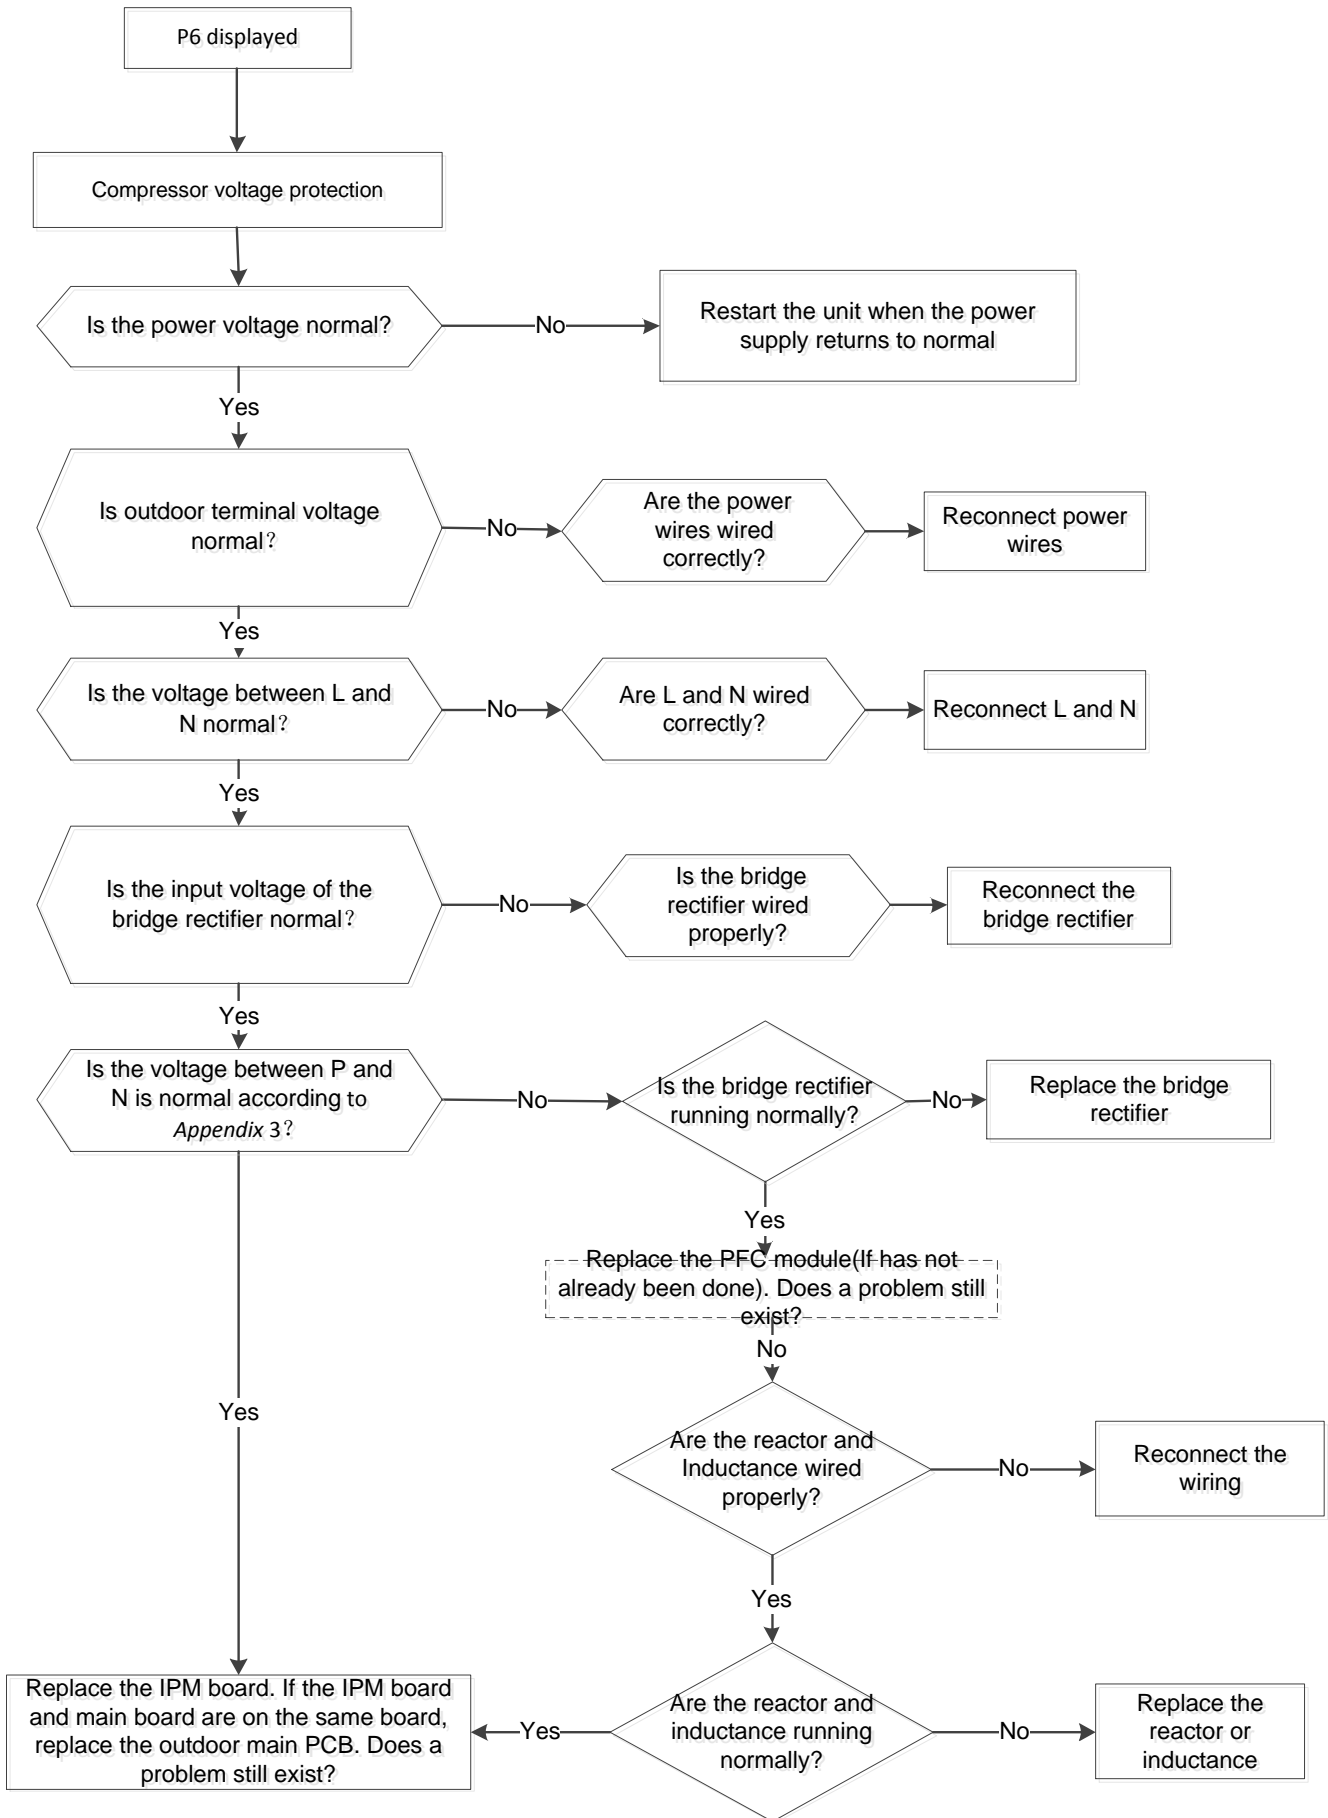 P6 displayed
Compressor voltage protection
Is the power voltage normal?
No
Restart the unit when the power
supply returns to normal
Yes
Is outdoor terminal voltage
normal？
No
Are the power
wires wired
correctly?
Reconnect power
wires
Yes
Is the voltage between L and
N normal？
No
Are L and N wired
correctly?
Reconnect L and N
Yes
Is the input voltage of the
bridge rectifier normal？
No
Is the bridge
rectifier wired
properly?
Reconnect the
bridge rectifier
Yes
Is the voltage between P and
N is normal according to
Appendix 3？
No
Is the bridge rectifier
running normally?
No
Replace the bridge
rectifier
Yes
Replace the PFC module(If has not
already been done). Does a problem still
exist?
No
Are the reactor and
Inductance wired
properly?
No
Reconnect the
wiring
Yes
Yes
Replace the IPM board. If the IPM board
and main board are on the same board,
replace the outdoor main PCB. Does a
problem still exist?
Yes
Are the reactor and
inductance running
normally?
No
Replace the
reactor or
inductance